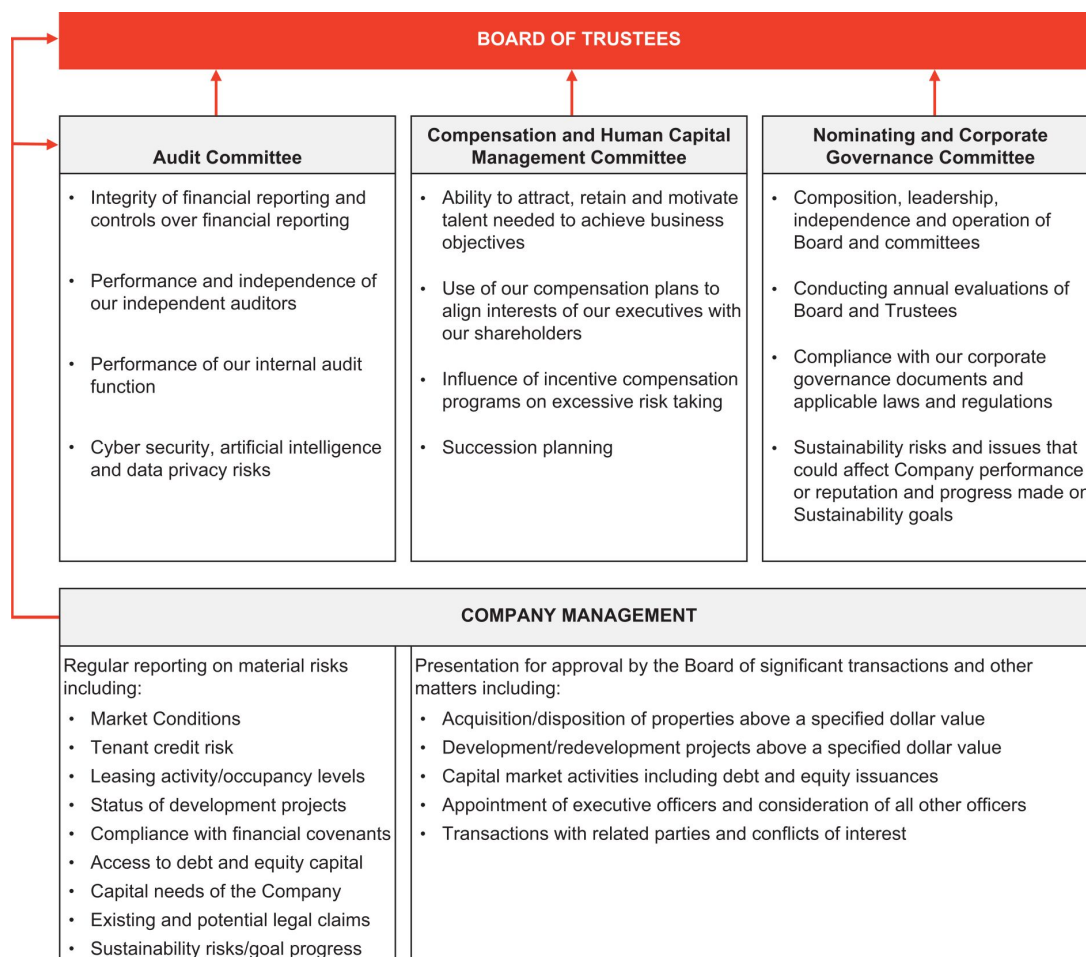 BOARD OF TRUSTEES
Audit Committee
• Integrity of financial reporting and
controls over financial reporting
• Performance and independence of
our independent auditors
• Performance of our internal audit
function
• Cyber security, artificial intelligence
and data privacy risks
Compensation and Human Capital
Management Committee
• Ability to attract, retain and motivate
talent needed to achieve business
objectives
• Use of our compensation plans to
align interests of our executives with
our shareholders
• Influence of incentive compensation
programs on excessive risk taking
• Succession planning
Nominating and Corporate
Governance Committee
• Composition, leadership,
independence and operation of
Board and committees
• Conducting annual evaluations of
Board and Trustees
• Compliance with our corporate
governance documents and
applicable laws and regulations
• Sustainability risks and issues that
could affect Company performance
or reputation and progress made on
Sustainability goals
COMPANY MANAGEMENT
Regular reporting on material risks
including:
• Market Conditions
• Tenant credit risk
• Leasing activity/occupancy levels
• Status of development projects
• Compliance with financial covenants
• Access to debt and equity capital
• Capital needs of the Company
• Existing and potential legal claims
• Sustainability risks/goal progress
Presentation for approval by the Board of significant transactions and other
matters including:
• Acquisition/disposition of properties above a specified dollar value
• Development/redevelopment projects above a specified dollar value
• Capital market activities including debt and equity issuances
• Appointment of executive officers and consideration of all other officers
• Transactions with related parties and conflicts of interest